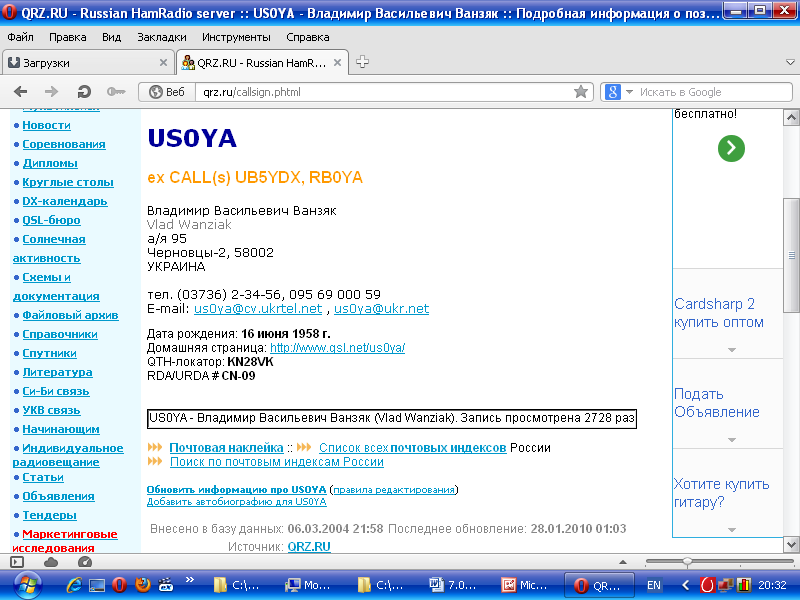 QRZ.RU - Russian HamRadio server :: US0YA - Владимир Васильевич Ванзяк :: Подробная информация о поз...
Файл Правка Вид Закладки Инструменты Справка
Загрузки
QRZ.RU - Russian HamR...
Веб
qrz.ru/callsign.phtml
Искать в Google
Новости
Соревнования
Дипломы
Круглые столы
DX-календарь
QSL-бюро
Солнечная
активность
Схемы и
документация
Файловый архив
Справочники
Спутники
Литература
Си-Би связь
УКВ связь
Начинающим
Индивидуальное
радиовещание
Статьи
Объявления
Тендеры
Маркетинговые
исследования
US0YA
ex CALL(s) UB5YDX, RB0YA
Владимир Васильевич Ванзяк
Vlad Wanziak
а/я 95
Черновцы-2, 58002
УКРАИНА
тел. (03736) 2-34-56, 095 69 000 59
E-mail: us0ya@cv.ukrtel.net , us0ya@ukr.net
Дата рождения: 16 июня 1958 г.
Домашняя страница: http://www.qsl.net/us0ya/
QTH-локатор: KN28VK
RDA/URDA # CN-09
US0YA - Владимир Васильевич Ванзяк (Vlad Wanziak). Запись просмотрена 2728 раз
Почтовая наклейка :: Список всех почтовых индексов России
Поиск по почтовым индексам России
Обновить информацию про US0YA (правила редактирования)
Добавить автобиографию для US0YA
Внесено в базу данных: 06.03.2004 21:58 Последнее обновление: 28.01.2010 01:03
Источник: QRZ.RU
бесплатно!
Cardsharp 2
купить оптом
Подать
Объявление
Хотите купить
гитару?
C:\...
Mo...
C:\...
7.0...
Mic...
QR...
EN
20:32